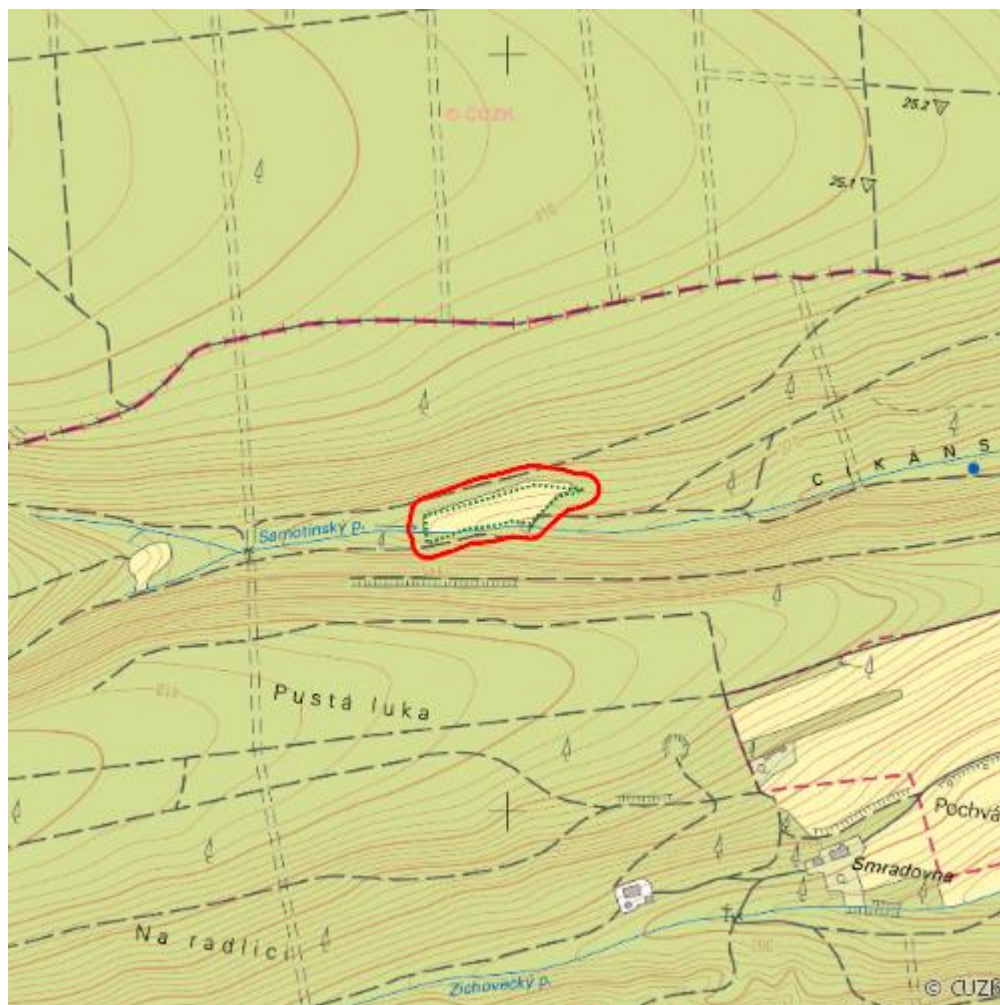 25.2
© ČÚZK
25.1
C I K Á N S
Samotínský p.
Pustá luka
Pochvá
Smradovna
Na radlici
Zichovecký p.
© ČÚZK